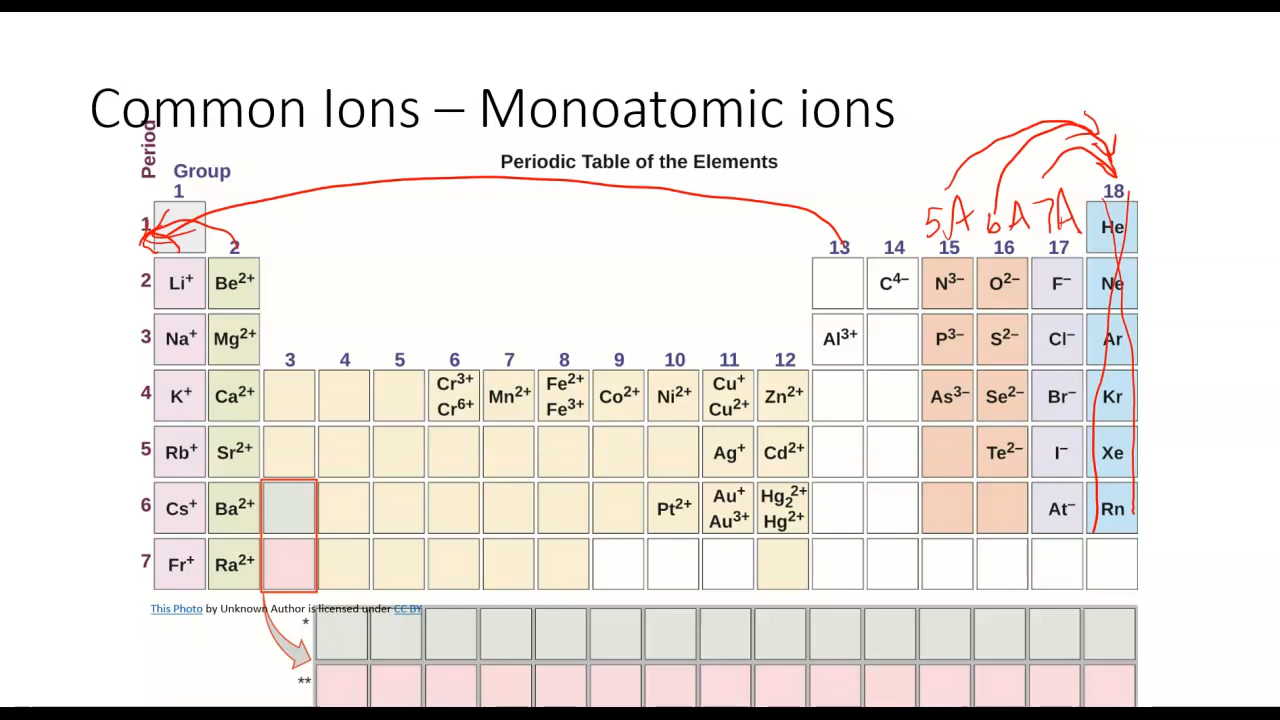 Common Ions – Monoatomic ions
Periodic Table of the Elements
Period
Group
1 18
5A 6A 7A
1 He
2 13 14 15 16 17
2 Li⁺ Be²⁺ C⁴⁻ N³⁻ O²⁻ F⁻ Ne
3 Na⁺ Mg²⁺ Al³⁺ P³⁻ S²⁻ Cl⁻ Ar
3 4 5 6 7 8 9 10 11 12
4 K⁺ Ca²⁺ Cr³⁺ Cr⁶⁺ Mn²⁺ Fe²⁺ Fe³⁺ Co²⁺ Ni²⁺ Cu⁺ Cu²⁺ Zn²⁺ As³⁻ Se²⁻ Br⁻ Kr
5 Rb⁺ Sr²⁺ Ag⁺ Cd²⁺ Te²⁻ I⁻ Xe
6 Cs⁺ Ba²⁺ Pt²⁺ Au⁺ Au³⁺ Hg₂²⁺ Hg²⁺ At⁻ Rn
7 Fr⁺ Ra²⁺
This Photo by Unknown Author is licensed under CC BY
*
**